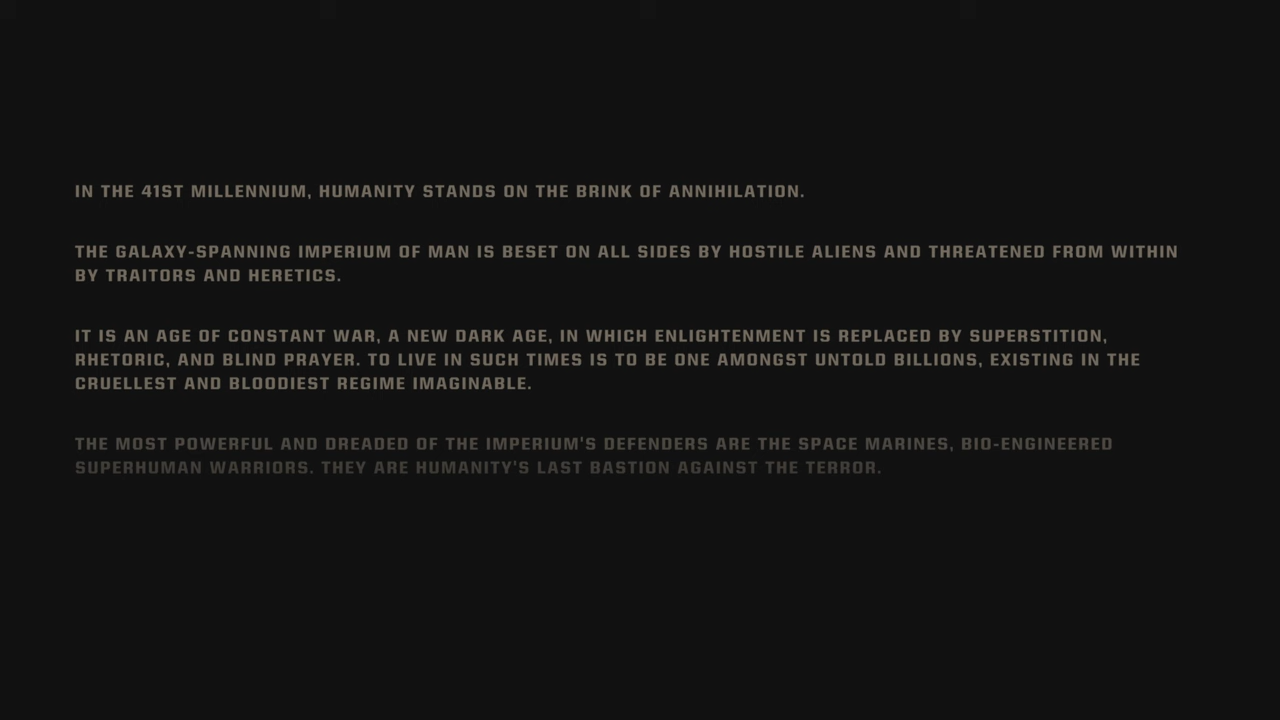 IN THE 41ST MILLENNIUM, HUMANITY STANDS ON THE BRINK OF ANNIHILATION.
THE GALAXY-SPANNING IMPERIUM OF MAN IS BESET ON ALL SIDES BY HOSTILE ALIENS AND THREATENED FROM WITHIN
BY TRAITORS AND HERETICS.
IT IS AN AGE OF CONSTANT WAR, A NEW DARK AGE, IN WHICH ENLIGHTENMENT IS REPLACED BY SUPERSTITION,
RHETORIC, AND BLIND PRAYER. TO LIVE IN SUCH TIMES IS TO BE ONE AMONGST UNTOLD BILLIONS, EXISTING IN THE
CRUELLEST AND BLOODIEST REGIME IMAGINABLE.
THE MOST POWERFUL AND DREADED OF THE IMPERIUM'S DEFENDERS ARE THE SPACE MARINES, BIO-ENGINEERED
SUPERHUMAN WARRIORS. THEY ARE HUMANITY'S LAST BASTION AGAINST THE TERROR.